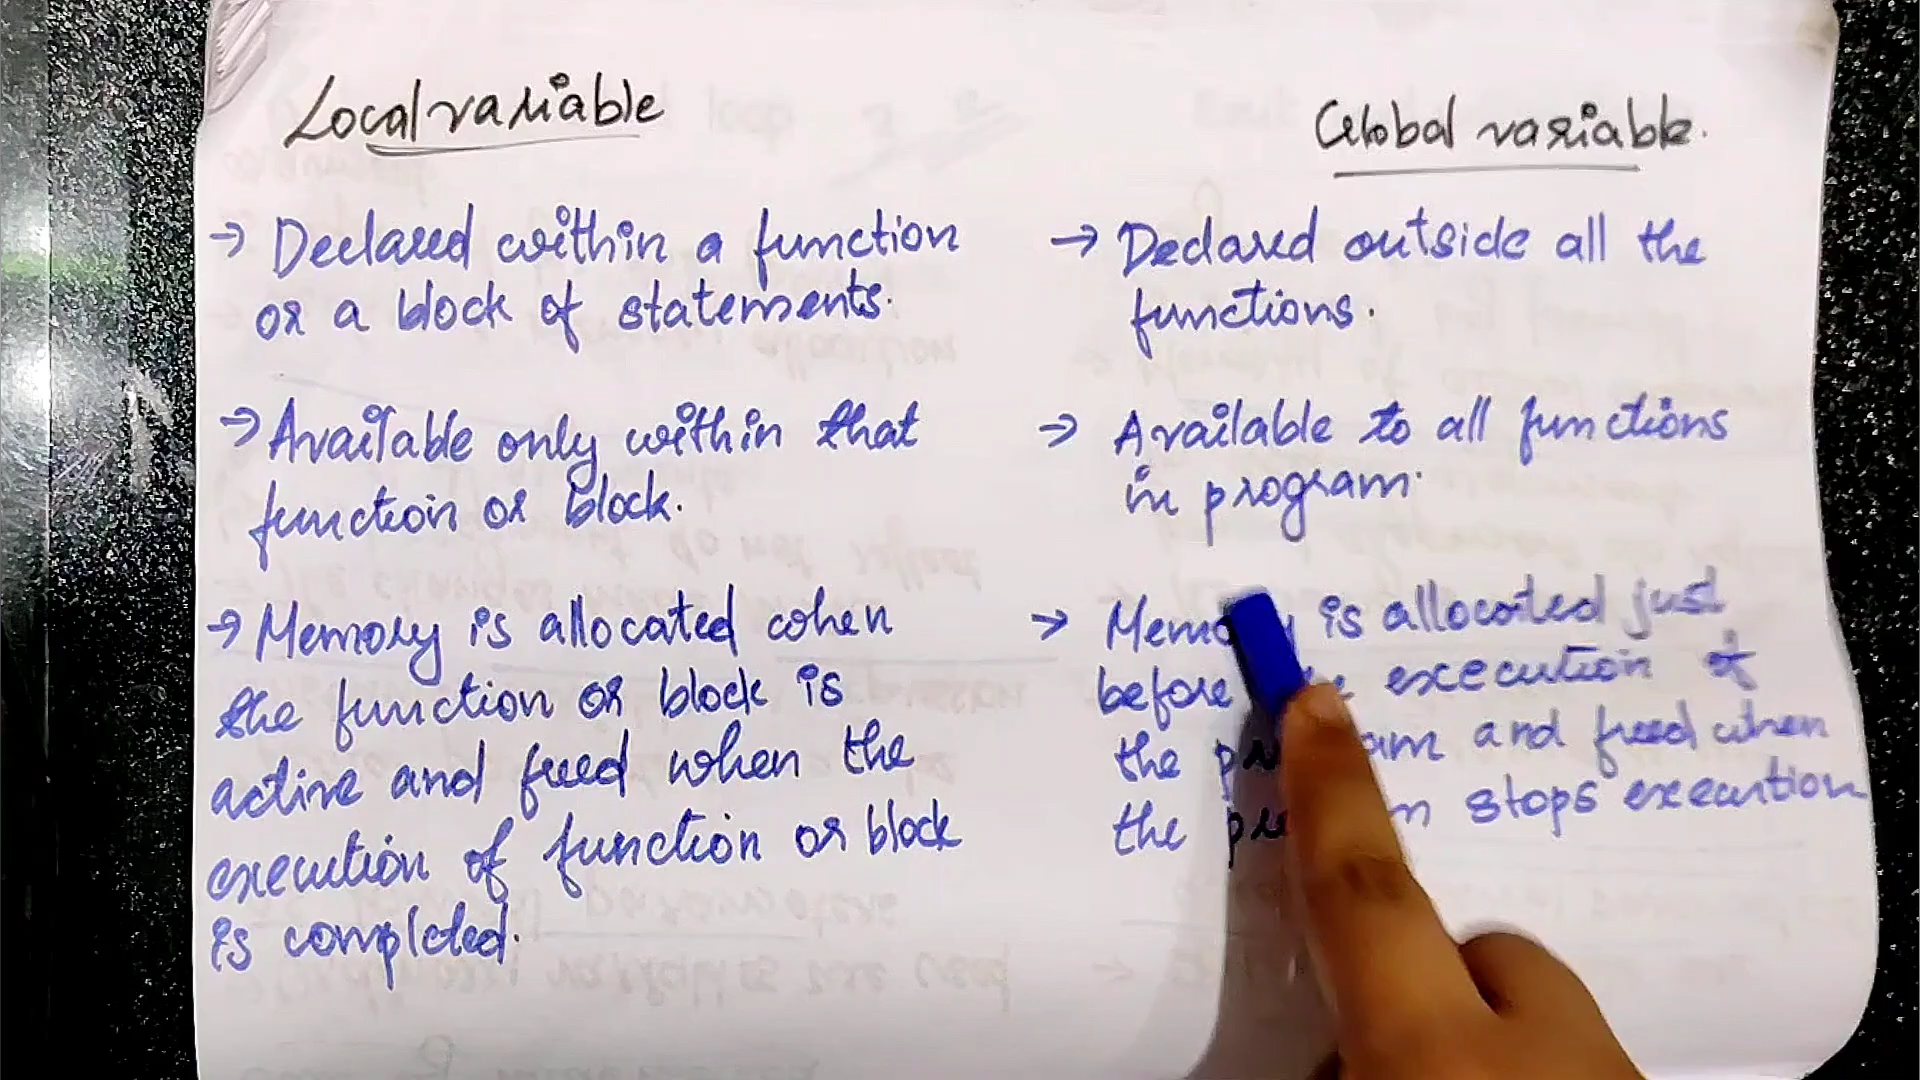 Local variable
→ Declared within a function
or a block of statements.
→ Available only within that
function or block.
→ Memory is allocated when
the function or block is
active and freed when the
execution of function or block
is completed.
Global variable.
→ Declared outside all the
functions.
→ Available to all functions
in program.
→ Memory is allocated just
before execution of
the and freed when
the stops execution